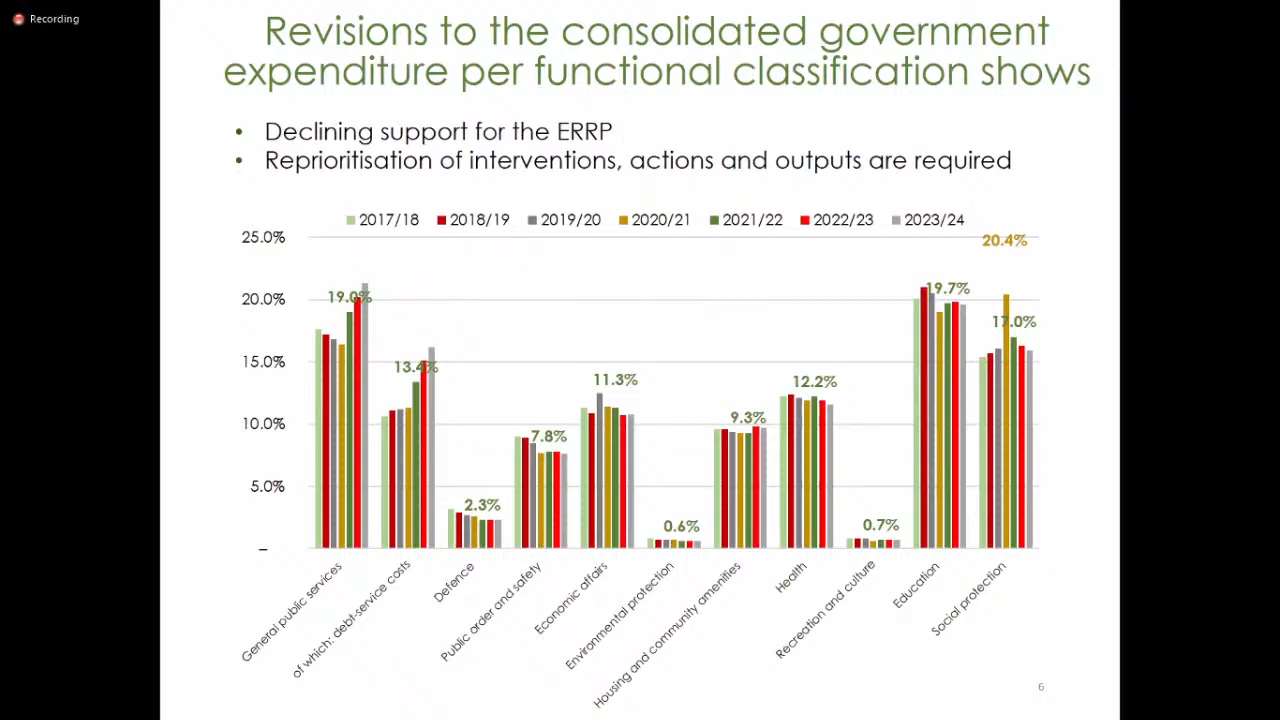 Recording
Revisions to the consolidated government
expenditure per functional classification shows
• Declining support for the ERRP
• Reprioritisation of interventions, actions and outputs are required
2017/18 2018/19 2019/20 2020/21 2021/22 2022/23 2023/24
25.0%
20.0%
15.0%
10.0%
5.0%
–
19.0%
13.4%
2.3%
7.8%
11.3%
0.6%
9.3%
12.2%
0.7%
19.7%
20.4%
17.0%
General public services
of which: debt-service costs
Defence
Public order and safety
Economic affairs
Environmental protection
Housing and community amenities
Health
Recreation and culture
Education
Social protection
6